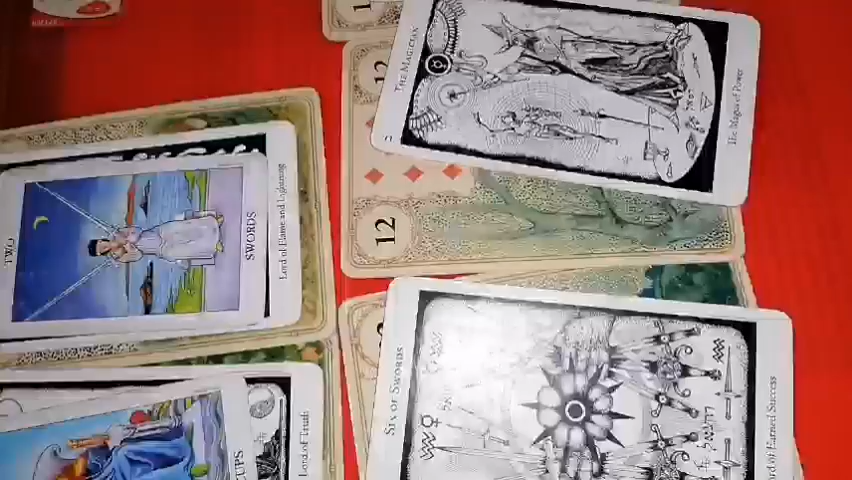 THE MAGICIAN
The Magus of Power
12
12
TWO
SWORDS
Lord of Flame and Lightning
SIX OF SWORDS
Lord of Earned Success
CUPS
Lord of Truth